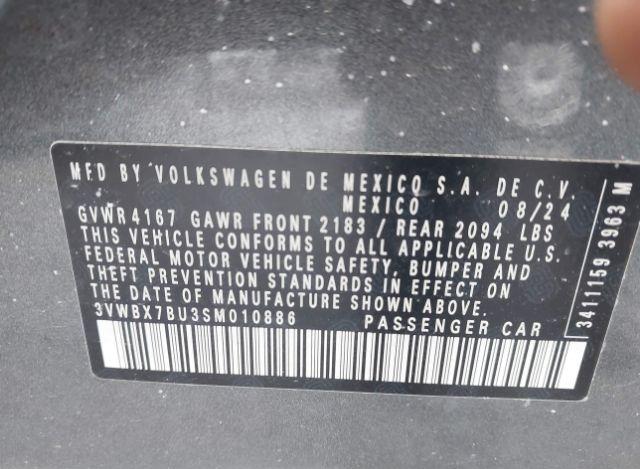 MFD BY VOLKSWAGEN DE MEXICO S.A. DE C.V.
MEXICO 08/24
GVWR 4167 GAWR FRONT 2183 / REAR 2094 LBS
THIS VEHICLE CONFORMS TO ALL APPLICABLE U.S.
FEDERAL MOTOR VEHICLE SAFETY, BUMPER AND
THEFT PREVENTION STANDARDS IN EFFECT ON
THE DATE OF MANUFACTURE SHOWN ABOVE.
3VWBX7BU3SM010886 PASSENGER CAR
3411159 3963 M